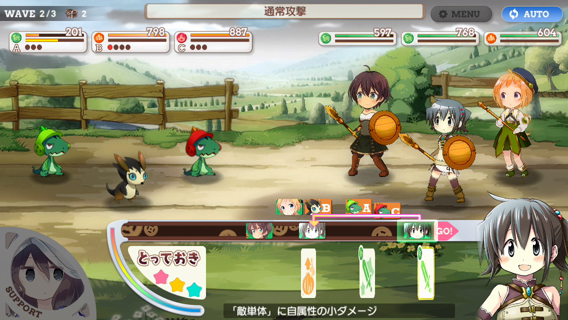 WAVE 2/3 2
通常攻撃
MENU
AUTO
A 201
B 798
C 887
597
768
604
B A C
GO!
とっておき
SUPPORT
「敵単体」に自属性の小ダメージ